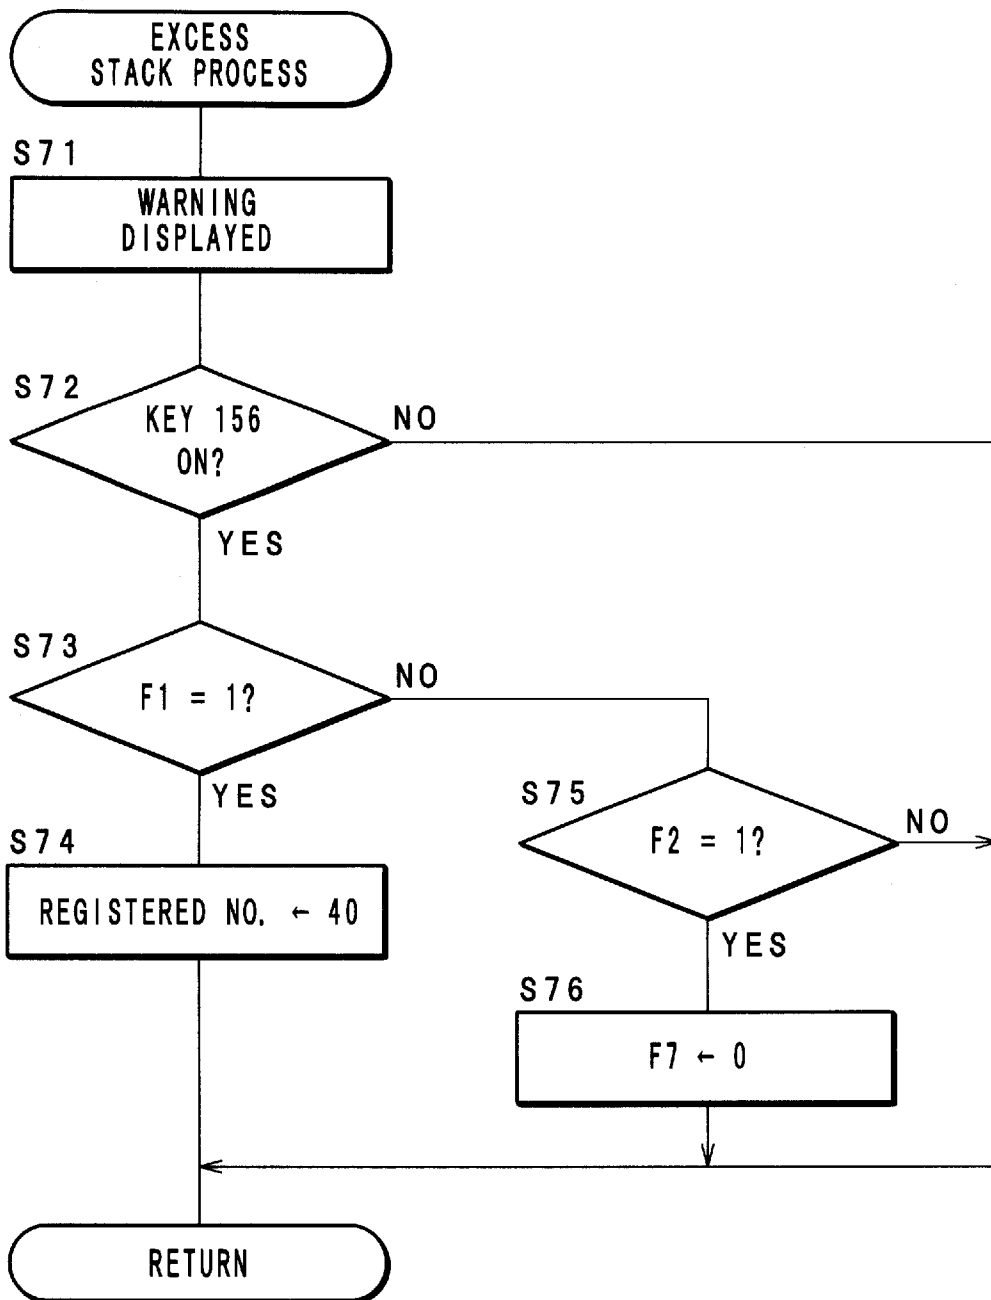 EXCESS
STACK PROCESS
S71
WARNING
DISPLAYED
S72
KEY 156
ON?
NO
YES
S73
F1 = 1?
NO
YES
S74
REGISTERED NO. ← 40
S75
F2 = 1?
NO
YES
S76
F7 ← 0
RETURN